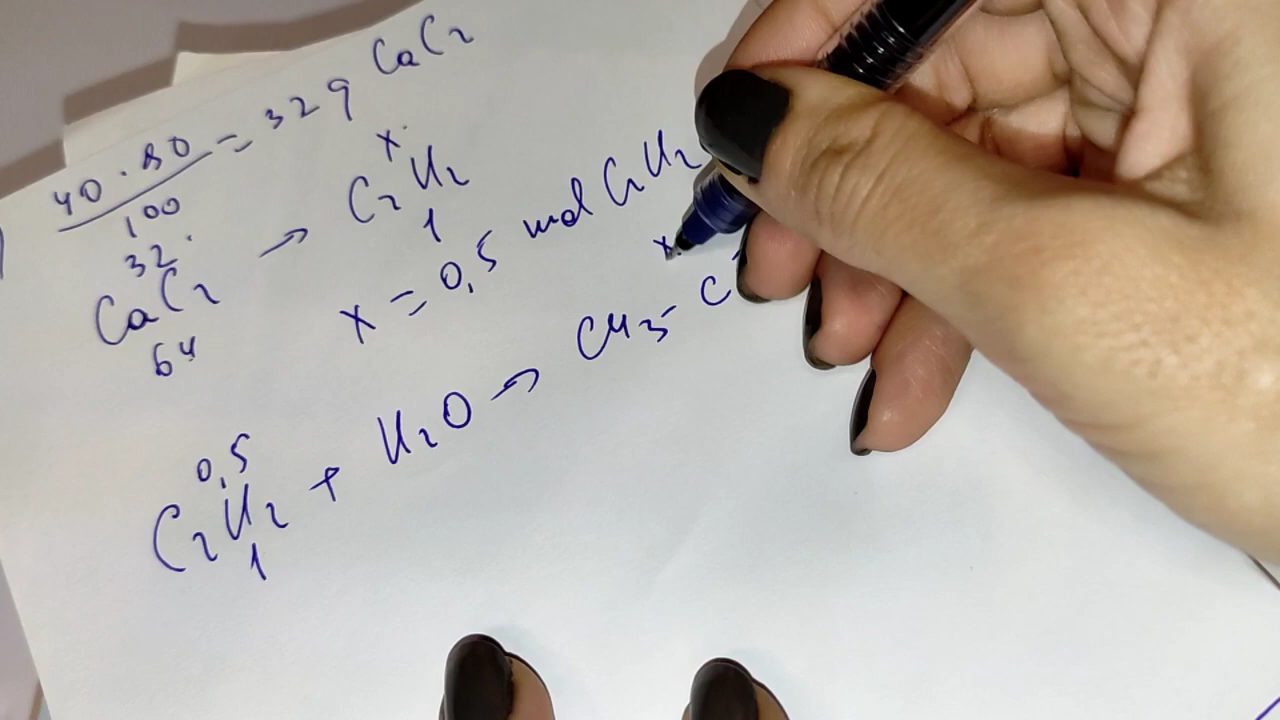 40 · 80 / 100 = 32 g CaC2
32 x
CaC2 → C2H2
64 1
x = 0,5 mol C2H2
0,5 x
C2H2 + H2O → CH3-C
1